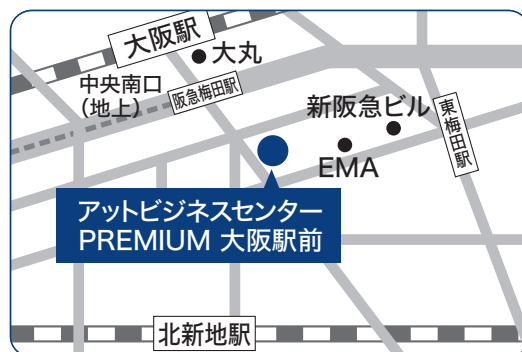 大阪駅
大丸
中央南口
（地上）
阪急梅田駅
新阪急ビル
東梅田駅
EMA
アットビジネスセンター
PREMIUM 大阪駅前
北新地駅